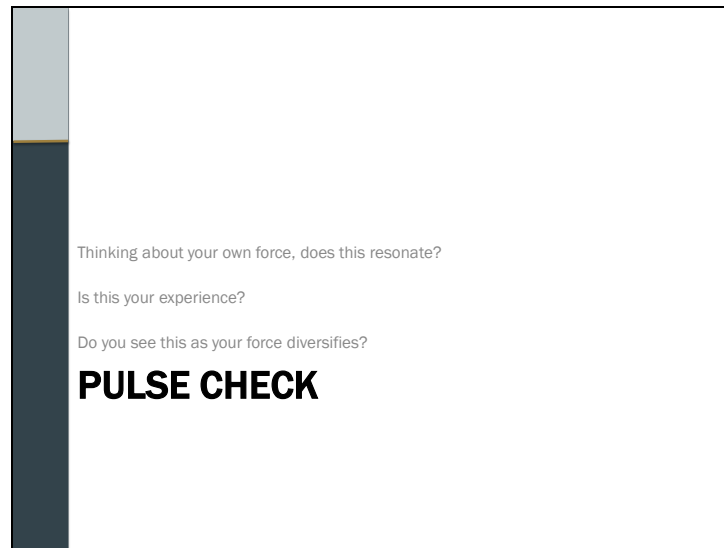 Thinking about your own force, does this resonate?
Is this your experience?
Do you see this as your force diversifies?
PULSE CHECK